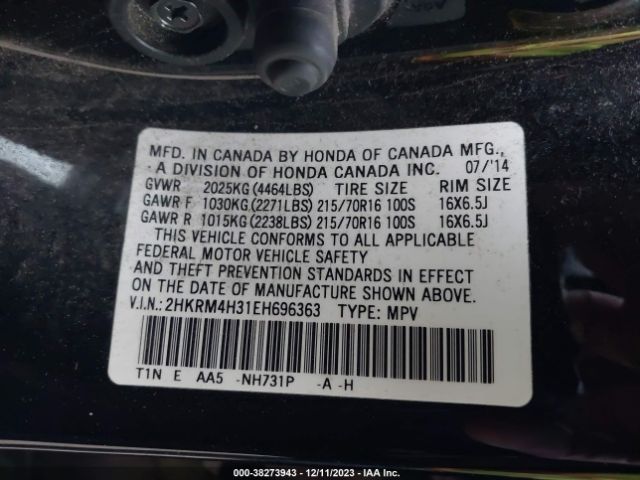 MFD. IN CANADA BY HONDA OF CANADA MFG.,
A DIVISION OF HONDA CANADA INC. 07/'14
GVWR 2025KG (4464LBS) TIRE SIZE RIM SIZE
GAWR F 1030KG (2271LBS) 215/70R16 100S 16X6.5J
GAWR R 1015KG (2238LBS) 215/70R16 100S 16X6.5J
THIS VEHICLE CONFORMS TO ALL APPLICABLE
FEDERAL MOTOR VEHICLE SAFETY
AND THEFT PREVENTION STANDARDS IN EFFECT
ON THE DATE OF MANUFACTURE SHOWN ABOVE.
V.I.N.: 2HKRM4H31EH696363 TYPE: MPV
T1N E AA5 -NH731P -A -H
000-38273943 - 12/11/2023 - IAA Inc.